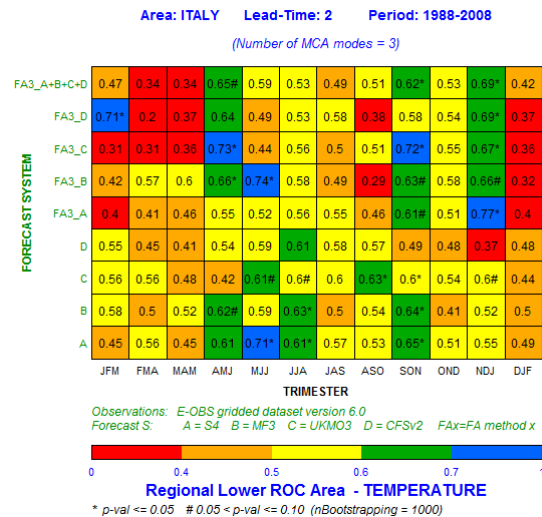 Area: ITALY Lead-Time: 2 Period: 1988-2008
(Number of MCA modes = 3)
FORECAST SYSTEM
FA3_A+B+C+D 0.47 0.34 0.34 0.65# 0.59 0.53 0.49 0.51 0.62* 0.53 0.69* 0.42
FA3_D 0.71* 0.2 0.37 0.64 0.49 0.53 0.58 0.38 0.58 0.54 0.69* 0.37
FA3_C 0.31 0.31 0.36 0.73* 0.44 0.56 0.5 0.51 0.72* 0.55 0.67* 0.36
FA3_B 0.42 0.57 0.6 0.66* 0.74* 0.58 0.49 0.29 0.63# 0.58 0.66# 0.32
FA3_A 0.4 0.41 0.46 0.55 0.52 0.56 0.55 0.46 0.61# 0.51 0.77* 0.4
D 0.55 0.45 0.41 0.54 0.59 0.61 0.58 0.57 0.49 0.48 0.37 0.48
C 0.56 0.56 0.48 0.42 0.61# 0.6# 0.6 0.63* 0.6* 0.54 0.6# 0.44
B 0.58 0.5 0.52 0.62# 0.59 0.63* 0.5 0.54 0.64* 0.41 0.52 0.5
A 0.45 0.56 0.45 0.61 0.71* 0.61* 0.57 0.53 0.65* 0.51 0.55 0.49
JFM FMA MAM AMJ MJJ JJA JAS ASO SON OND NDJ DJF
TRIMESTER
Observations: E-OBS gridded dataset version 6.0
Forecast S: A = S4 B = MF3 C = UKMO3 D = CFSv2 FAx=FA method x
0 0.4 0.5 0.6 0.7 1
Regional Lower ROC Area - TEMPERATURE
* p-val <= 0.05 # 0.05 < p-val <= 0.10 (nBootstrapping = 1000)